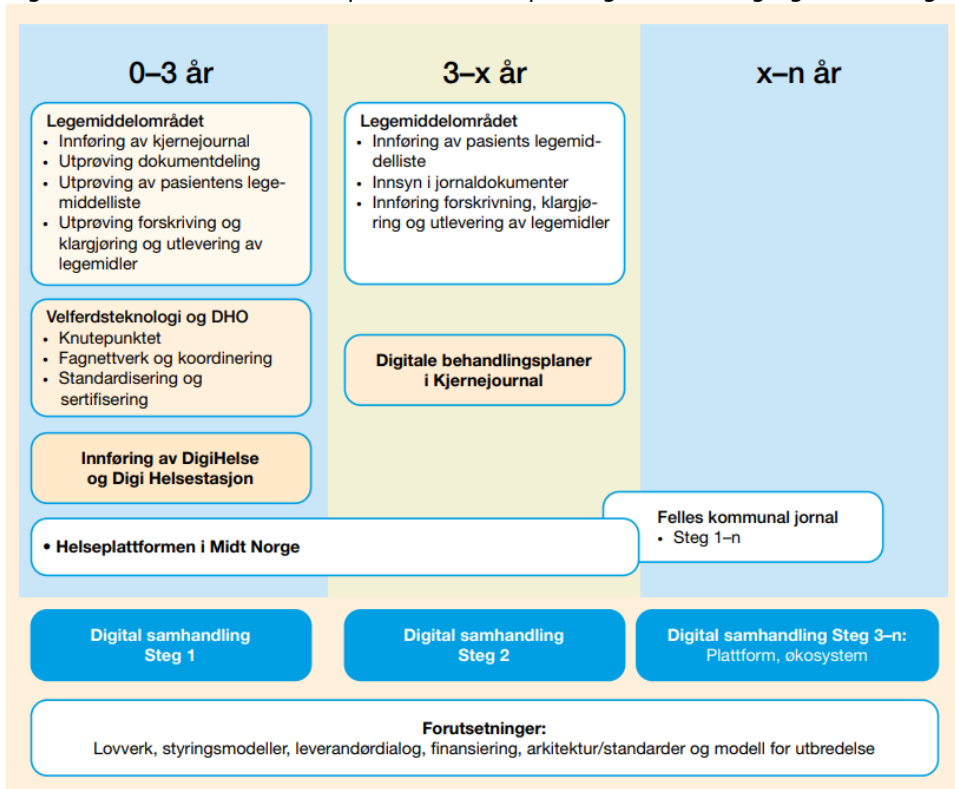 0–3 år
3–x år
x–n år
Legemiddelområdet
• Innføring av kjernejournal
• Utprøving dokumentdeling
• Utprøving av pasientens lege-
middelliste
• Utprøving forskriving og
klargjøring og utlevering av
legemidler
Legemiddelområdet
• Innføring av pasients legemid-
delliste
• Innsyn i jornaldokumenter
• Innføring forskrivning, klargjø-
ring og utlevering av legemidler
Velferdsteknologi og DHO
• Knutepunktet
• Fagnettverk og koordinering
• Standardisering og
sertifisering
Digitale behandlingsplaner
i Kjernejournal
Innføring av DigiHelse
og Digi Helsestasjon
Felles kommunal jornal
• Steg 1–n
• Helseplattformen i Midt Norge
Digital samhandling
Steg 1
Digital samhandling
Steg 2
Digital samhandling Steg 3–n:
Plattform, økosystem
Forutsetninger:
Lovverk, styringsmodeller, leverandørdialog, finansiering, arkitektur/standarder og modell for utbredelse